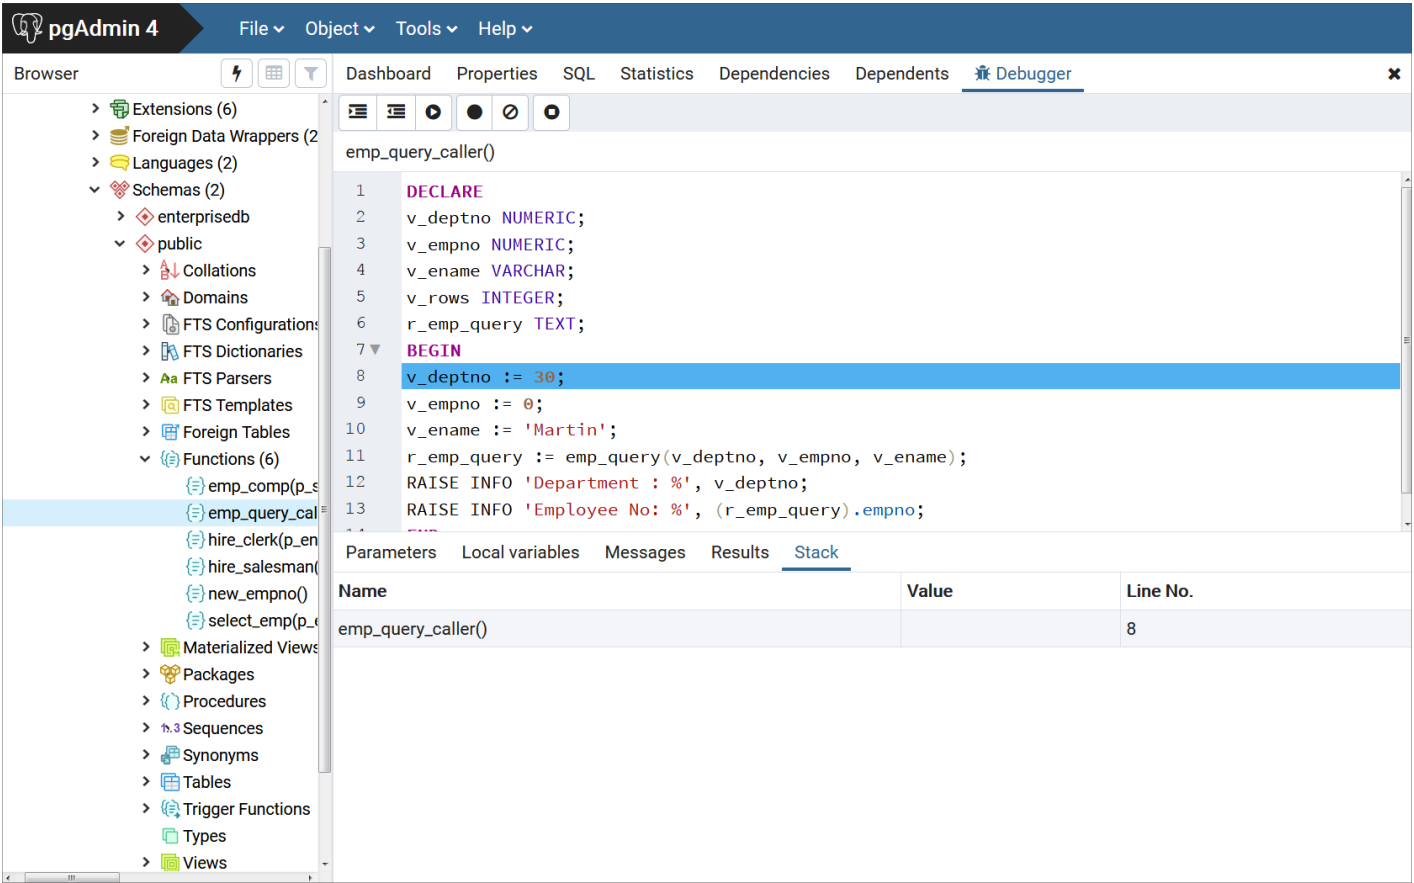 pgAdmin 4
File Object Tools Help
Browser
Dashboard Properties SQL Statistics Dependencies Dependents Debugger
Extensions (6)
Foreign Data Wrappers (2
Languages (2)
Schemas (2)
enterprisedb
public
Collations
Domains
FTS Configurations
FTS Dictionaries
Aa FTS Parsers
FTS Templates
Foreign Tables
Functions (6)
emp_comp(p_s
emp_query_cal
hire_clerk(p_en
hire_salesman(
new_empno()
select_emp(p_e
Materialized Views
Packages
Procedures
1..3 Sequences
Synonyms
Tables
Trigger Functions
Types
Views
emp_query_caller()
1 DECLARE
2 v_deptno NUMERIC;
3 v_empno NUMERIC;
4 v_ename VARCHAR;
5 v_rows INTEGER;
6 r_emp_query TEXT;
7 BEGIN
8 v_deptno := 30;
9 v_empno := 0;
10 v_ename := 'Martin';
11 r_emp_query := emp_query(v_deptno, v_empno, v_ename);
12 RAISE INFO 'Department : %', v_deptno;
13 RAISE INFO 'Employee No: %', (r_emp_query).empno;
Parameters Local variables Messages Results Stack
Name Value Line No.
emp_query_caller() 8